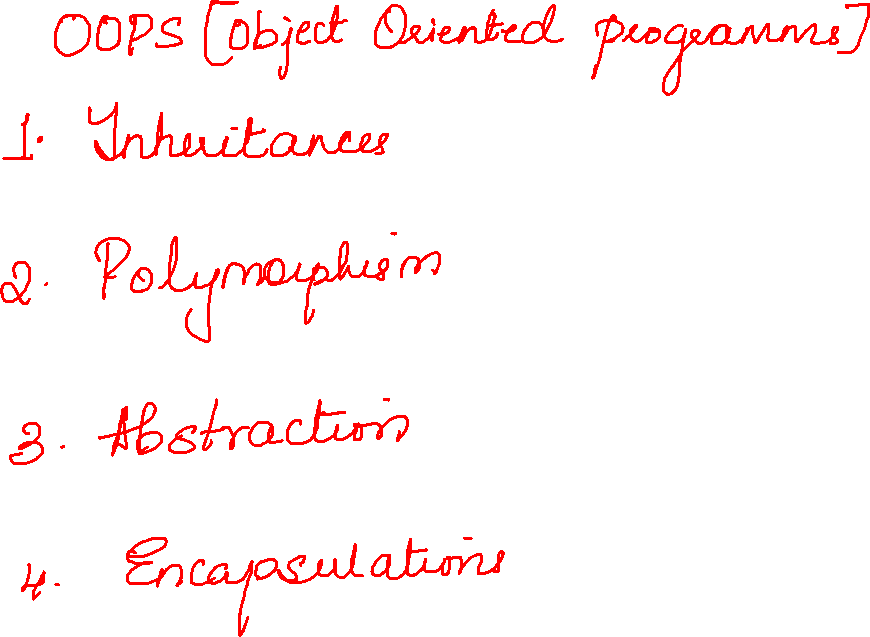 OOPS [Object Oriented programms]
1. Inheritances
2. Polymorphism
3. Abstraction
4. Encapsulations